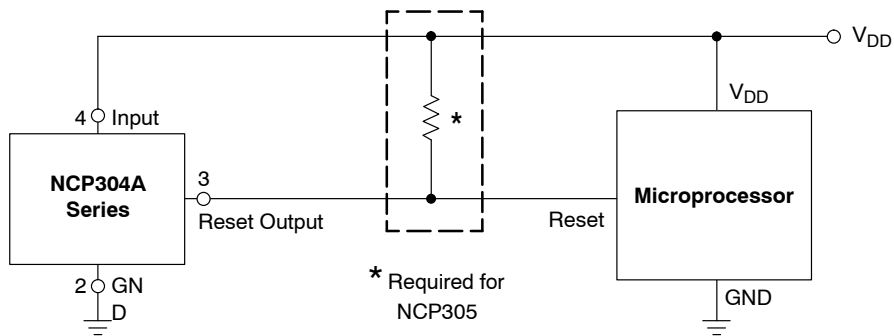 V_DD
V_DD
4 Input
*
NCP304A
Series
3
Reset Output
Reset
Microprocessor
2 GN
D
* Required for
NCP305
GND